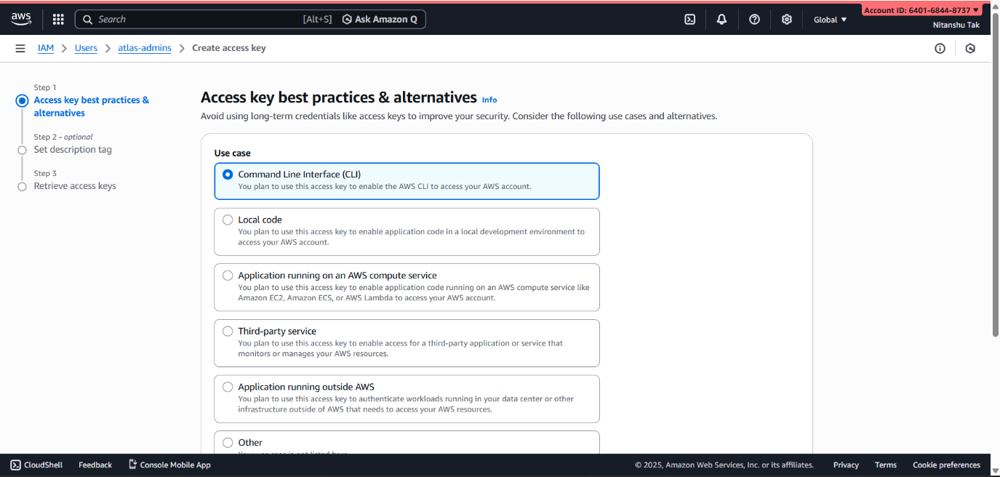 aws
Search [Alt+S] Ask Amazon Q
Global ▼
Account ID: 6401-6844-8737 ▼
Nitanshu Tak
IAM > Users > atlas-admins > Create access key
Step 1
Access key best practices &
alternatives
Step 2 - optional
Set description tag
Step 3
Retrieve access keys
Access key best practices & alternatives Info
Avoid using long-term credentials like access keys to improve your security. Consider the following use cases and alternatives.
Use case
Command Line Interface (CLI)
You plan to use this access key to enable the AWS CLI to access your AWS account.
Local code
You plan to use this access key to enable application code in a local development environment to
access your AWS account.
Application running on an AWS compute service
You plan to use this access key to enable application code running on an AWS compute service like
Amazon EC2, Amazon ECS, or AWS Lambda to access your AWS account.
Third-party service
You plan to use this access key to enable access for a third-party application or service that
monitors or manages your AWS resources.
Application running outside AWS
You plan to use this access key to authenticate workloads running in your data center or other
infrastructure outside of AWS that needs to access your AWS resources.
Other
Your use case is not listed here.
CloudShell Feedback Console Mobile App
© 2025, Amazon Web Services, Inc. or its affiliates. Privacy Terms Cookie preferences